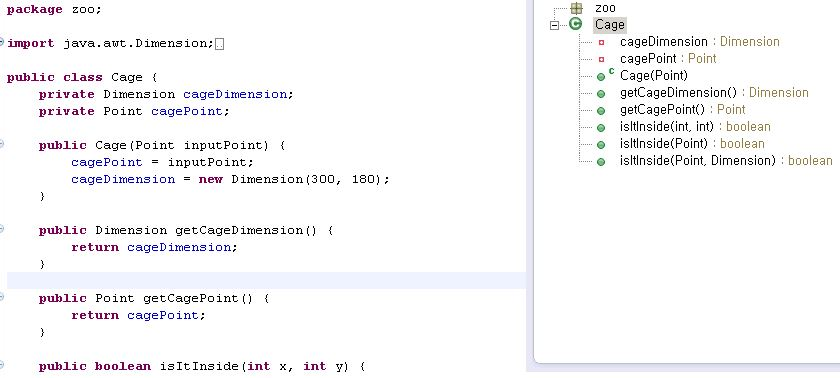 package zoo;
import java.awt.Dimension;
public class Cage {
    private Dimension cageDimension;
    private Point cagePoint;
    public Cage(Point inputPoint) {
        cagePoint = inputPoint;
        cageDimension = new Dimension(300, 180);
    }
    public Dimension getCageDimension() {
        return cageDimension;
    }
    public Point getCagePoint() {
        return cagePoint;
    }
    public boolean isItInside(int x, int y) {
zoo
Cage
cageDimension : Dimension
cagePoint : Point
Cage(Point)
getCageDimension() : Dimension
getCagePoint() : Point
isItInside(int, int) : boolean
isItInside(Point) : boolean
isItInside(Point, Dimension) : boolean